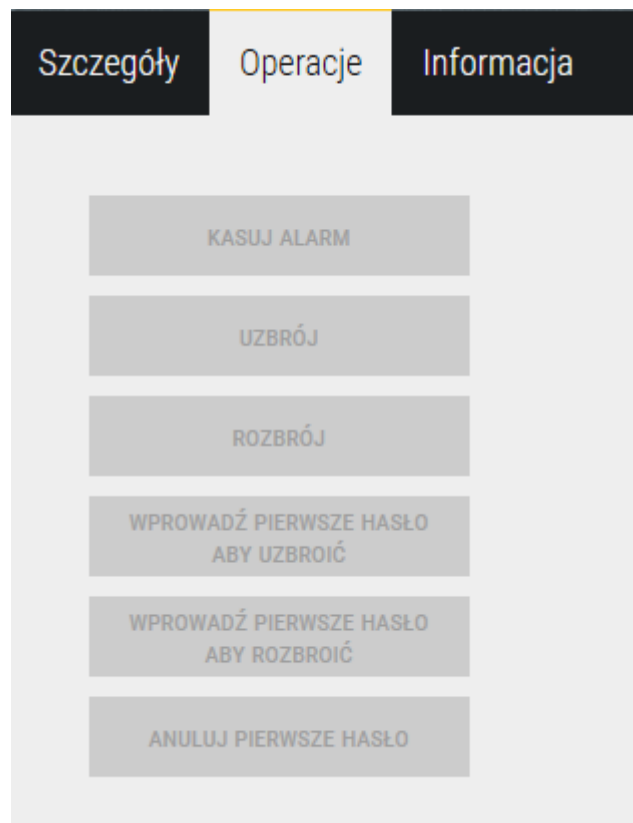 Szczegóły Operacje Informacja
KASUJ ALARM
UZBRÓJ
ROZBRÓJ
WPROWADŹ PIERWSZE HASŁO
ABY UZBROIĆ
WPROWADŹ PIERWSZE HASŁO
ABY ROZBROIĆ
ANULUJ PIERWSZE HASŁO